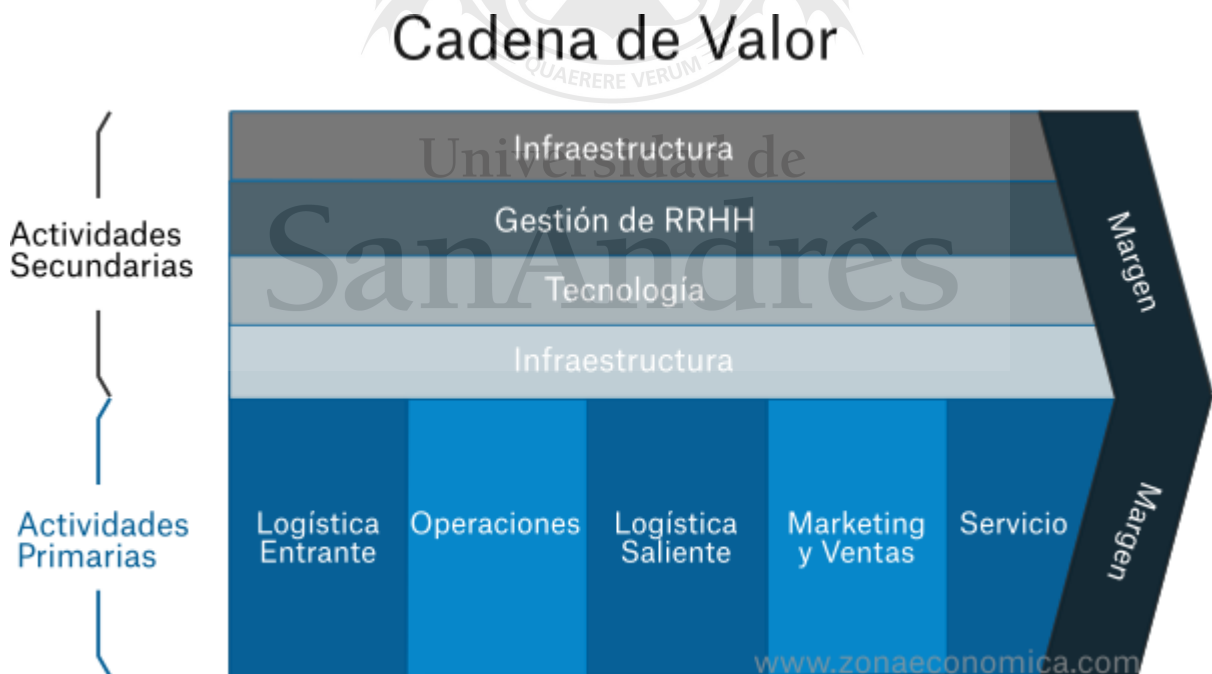 Cadena de Valor
QUAERERE VERUM
Universidad de
SanAndrés
Infraestructura
Gestión de RRHH
Tecnología
Infraestructura
Actividades
Secundarias
Margen
Actividades
Primarias
Logística
Entrante
Operaciones
Logística
Saliente
Marketing
y Ventas
Servicio
Margen
www.zonaeconomica.com